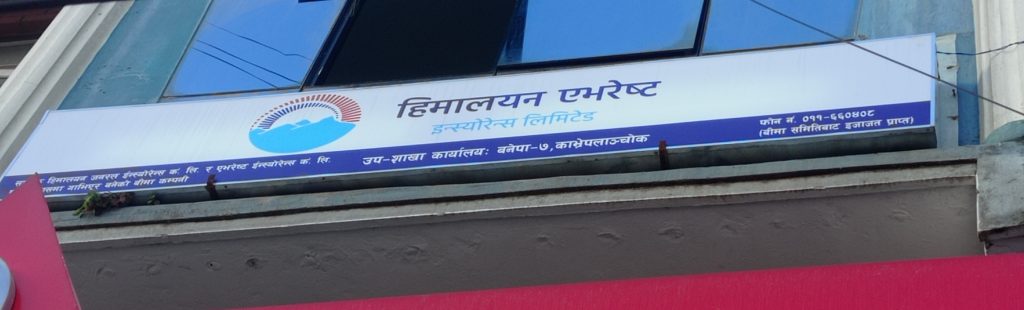 हिमालयन एभरेष्ट
इन्स्योरेन्स लिमिटेड
उप-शाखा कार्यालय: बनेपा-७, काभ्रेपलाञ्चोक
फोन नं. ०११-६६०४०८
(बीमा समितिबाट इजाजत प्राप्त)
हिमालयन जनरल इन्स्योरेन्स कं. लि. र एभरेष्ट इन्स्योरेन्स कं. लि.
गाभिएर बनेको बीमा कम्पनी